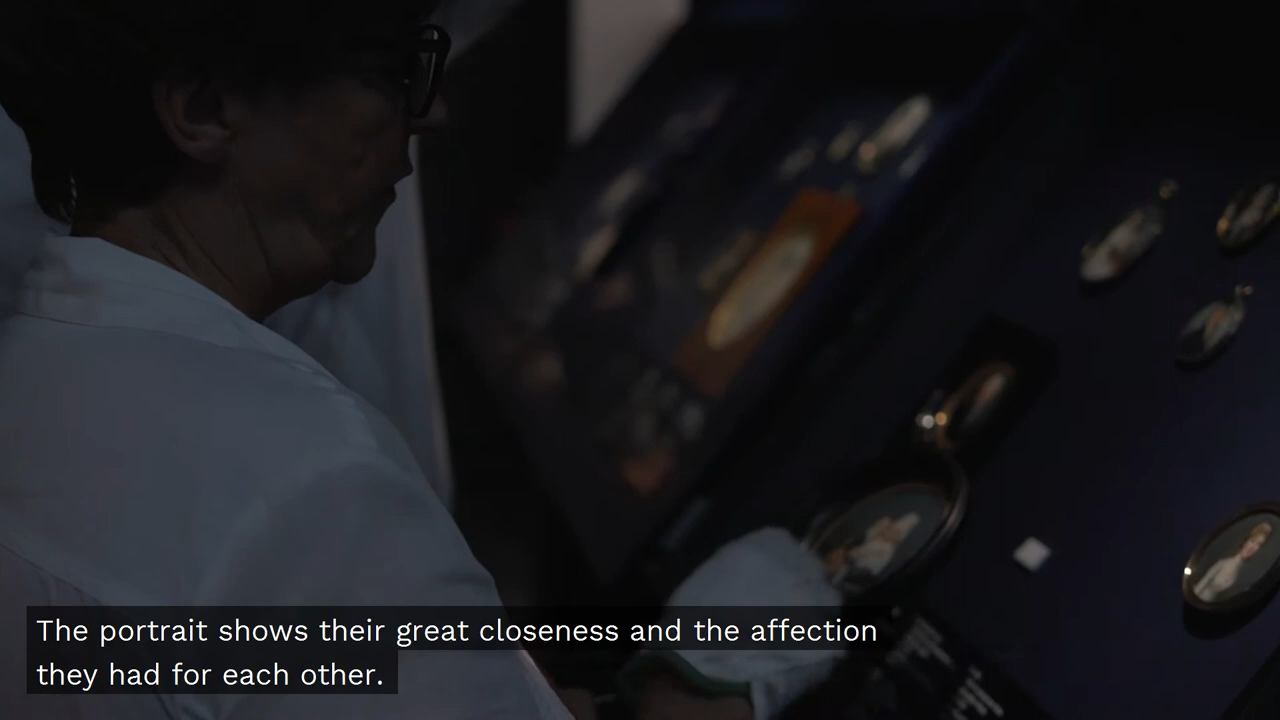 The portrait shows their great closeness and the affection
they had for each other.